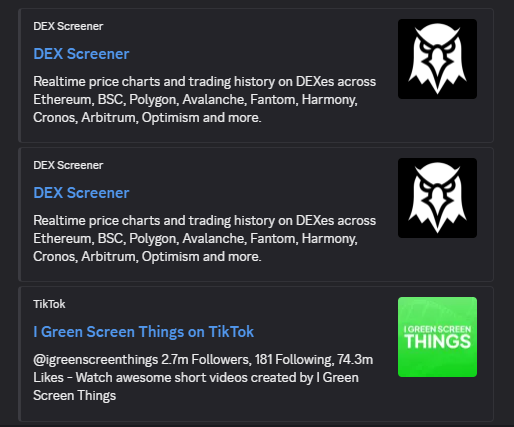 DEX Screener
DEX Screener
Realtime price charts and trading history on DEXes across
Ethereum, BSC, Polygon, Avalanche, Fantom, Harmony,
Cronos, Arbitrum, Optimism and more.
DEX Screener
DEX Screener
Realtime price charts and trading history on DEXes across
Ethereum, BSC, Polygon, Avalanche, Fantom, Harmony,
Cronos, Arbitrum, Optimism and more.
TikTok
I Green Screen Things on TikTok
@igreenscreenthings 2.7m Followers, 181 Following, 74.3m
Likes - Watch awesome short videos created by I Green
Screen Things
I GREEN SCREEN
THINGS